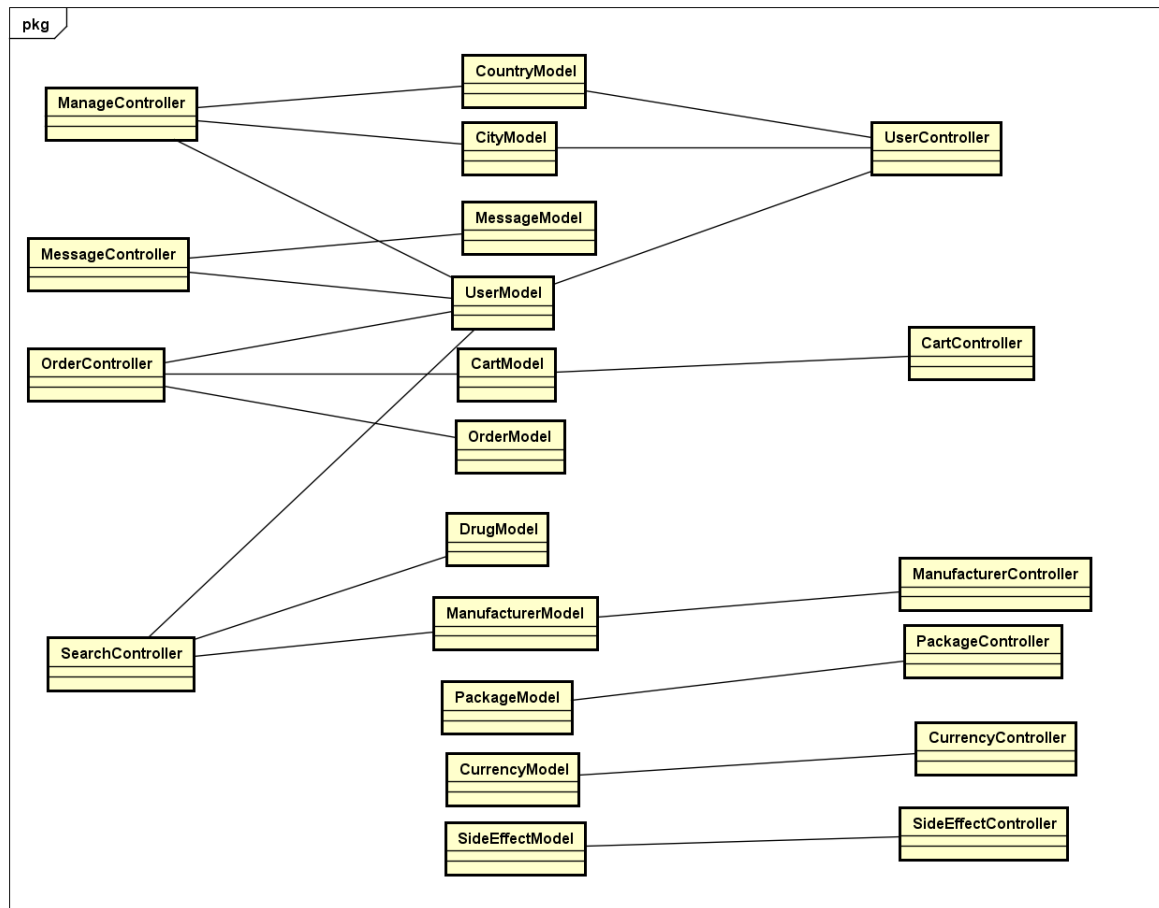 pkg
CountryModel
ManageController
CityModel
UserController
MessageModel
MessageController
UserModel
CartController
OrderController
CartModel
OrderModel
DrugModel
ManufacturerController
ManufacturerModel
PackageController
SearchController
PackageModel
CurrencyController
CurrencyModel
SideEffectController
SideEffectModel